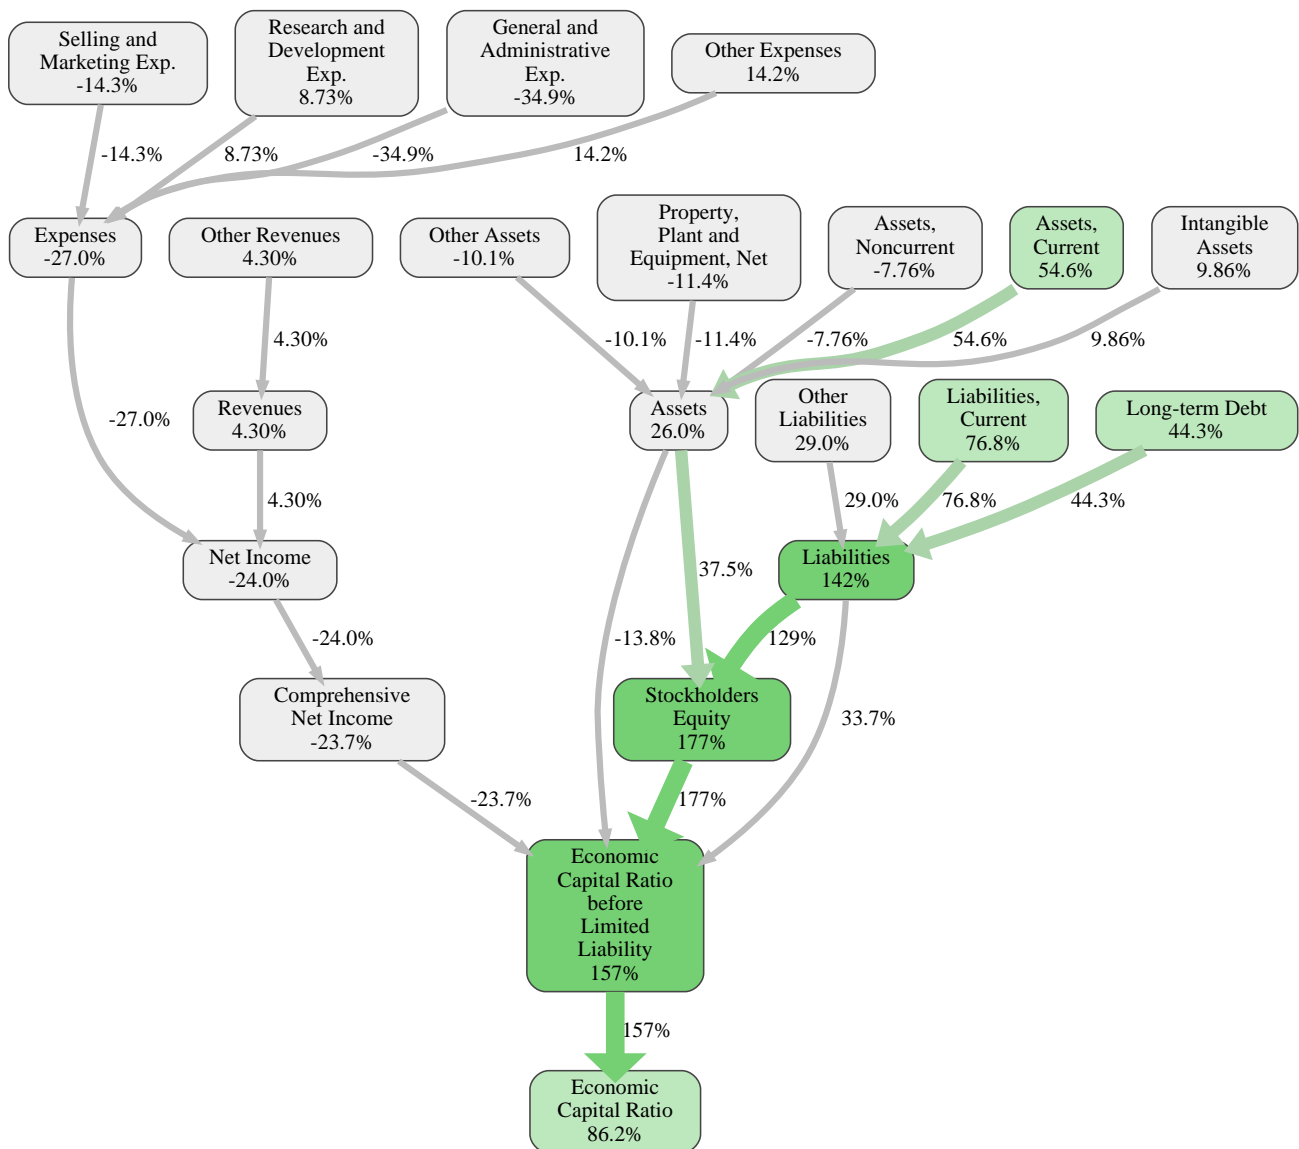 Selling and
Marketing Exp.
-14.3%
Research and
Development
Exp.
8.73%
General and
Administrative
Exp.
-34.9%
Other Expenses
14.2%
-14.3%
8.73%
-34.9%
14.2%
Expenses
-27.0%
Other Revenues
4.30%
Other Assets
-10.1%
Property,
Plant and
Equipment, Net
-11.4%
Assets,
Noncurrent
-7.76%
Assets,
Current
54.6%
Intangible
Assets
9.86%
4.30%
-10.1%
-11.4%
-7.76%
54.6%
9.86%
-27.0%
Revenues
4.30%
Assets
26.0%
Other
Liabilities
29.0%
Liabilities,
Current
76.8%
Long-term Debt
44.3%
4.30%
29.0%
76.8%
44.3%
Net Income
-24.0%
37.5%
Liabilities
142%
-24.0%
-13.8%
129%
Comprehensive
Net Income
-23.7%
Stockholders
Equity
177%
33.7%
-23.7%
177%
Economic
Capital Ratio
before
Limited
Liability
157%
157%
Economic
Capital Ratio
86.2%